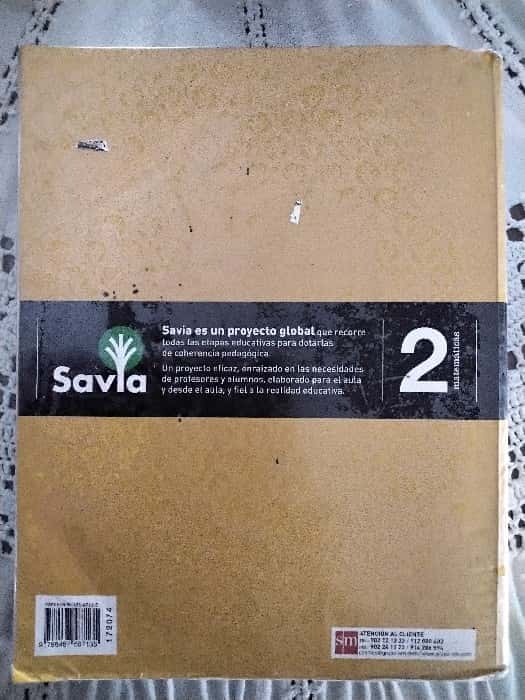 Savia
Savia es un proyecto global que recorre
todas las etapas educativas para dotarlas
de coherencia pedagógica.
Un proyecto eficaz, enraizado en las necesidades
de profesores y alumnos, elaborado para el aula
y desde el aula, y fiel a la realidad educativa.
2
matemáticas
172074
sm
ATENCIÓN AL CLIENTE